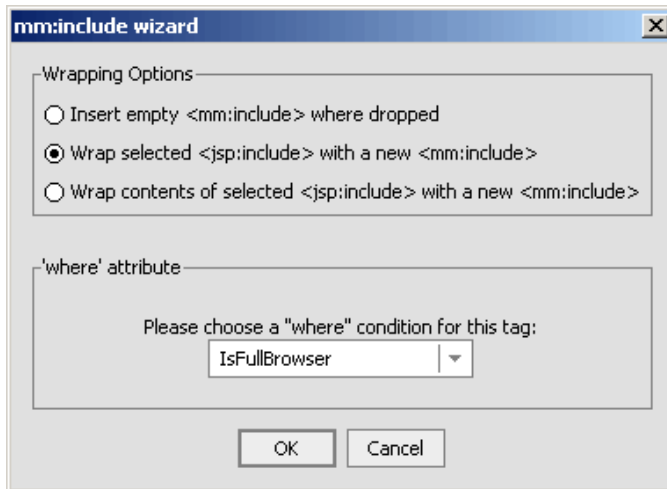 mm:include wizard
Wrapping Options
Insert empty <mm:include> where dropped
Wrap selected <jsp:include> with a new <mm:include>
Wrap contents of selected <jsp:include> with a new <mm:include>
'where' attribute
Please choose a "where" condition for this tag:
IsFullBrowser
OK Cancel